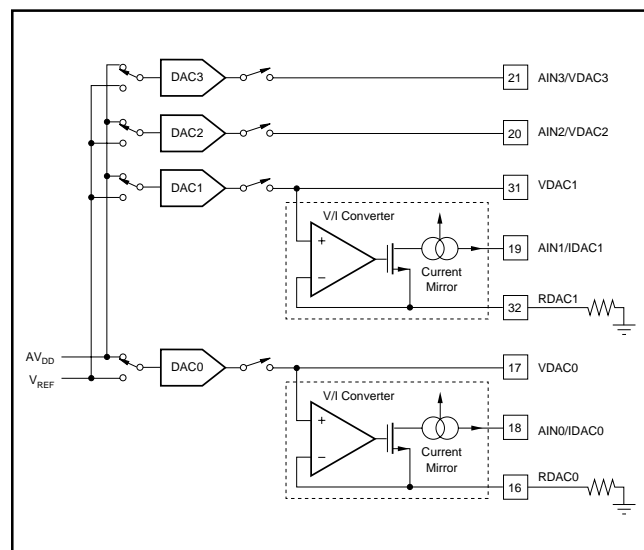 DAC3
21 AIN3/VDAC3
DAC2
20 AIN2/VDAC2
DAC1
31 VDAC1
V/I Converter
+
−
19 AIN1/IDAC1
Current
Mirror
32 RDAC1
AVDD
VREF
DAC0
17 VDAC0
V/I Converter
+
−
18 AIN0/IDAC0
Current
Mirror
16 RDAC0